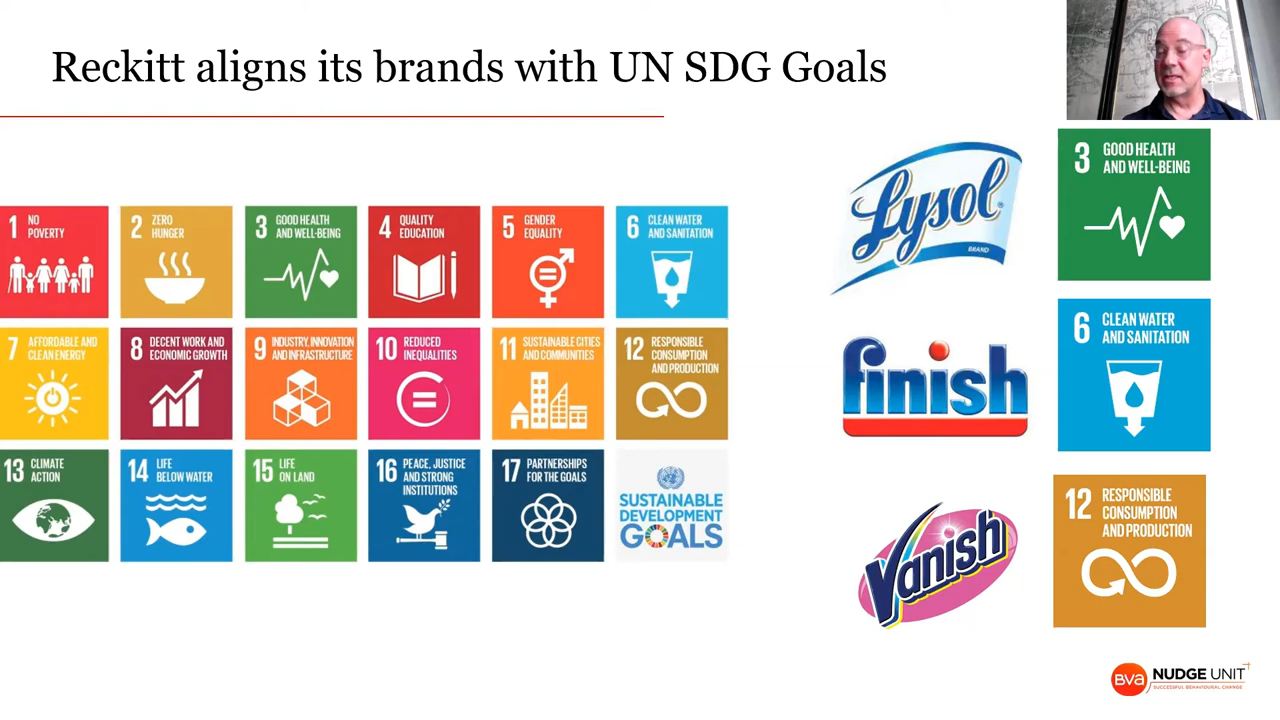 Reckitt aligns its brands with UN SDG Goals
1 NO
POVERTY
2 ZERO
HUNGER
3 GOOD HEALTH
AND WELL-BEING
4 QUALITY
EDUCATION
5 GENDER
EQUALITY
6 CLEAN WATER
AND SANITATION
7 AFFORDABLE AND
CLEAN ENERGY
8 DECENT WORK AND
ECONOMIC GROWTH
9 INDUSTRY, INNOVATION
AND INFRASTRUCTURE
10 REDUCED
INEQUALITIES
11 SUSTAINABLE CITIES
AND COMMUNITIES
12 RESPONSIBLE
CONSUMPTION
AND PRODUCTION
13 CLIMATE
ACTION
14 LIFE
BELOW WATER
15 LIFE
ON LAND
16 PEACE, JUSTICE
AND STRONG
INSTITUTIONS
17 PARTNERSHIPS
FOR THE GOALS
SUSTAINABLE
DEVELOPMENT
GOALS
Lysol®
BRAND
3 GOOD HEALTH
AND WELL-BEING
finish
6 CLEAN WATER
AND SANITATION
Vanish
12 RESPONSIBLE
CONSUMPTION
AND PRODUCTION
BVA NUDGE UNIT
SUCCESSFUL BEHAVIOURAL CHANGE